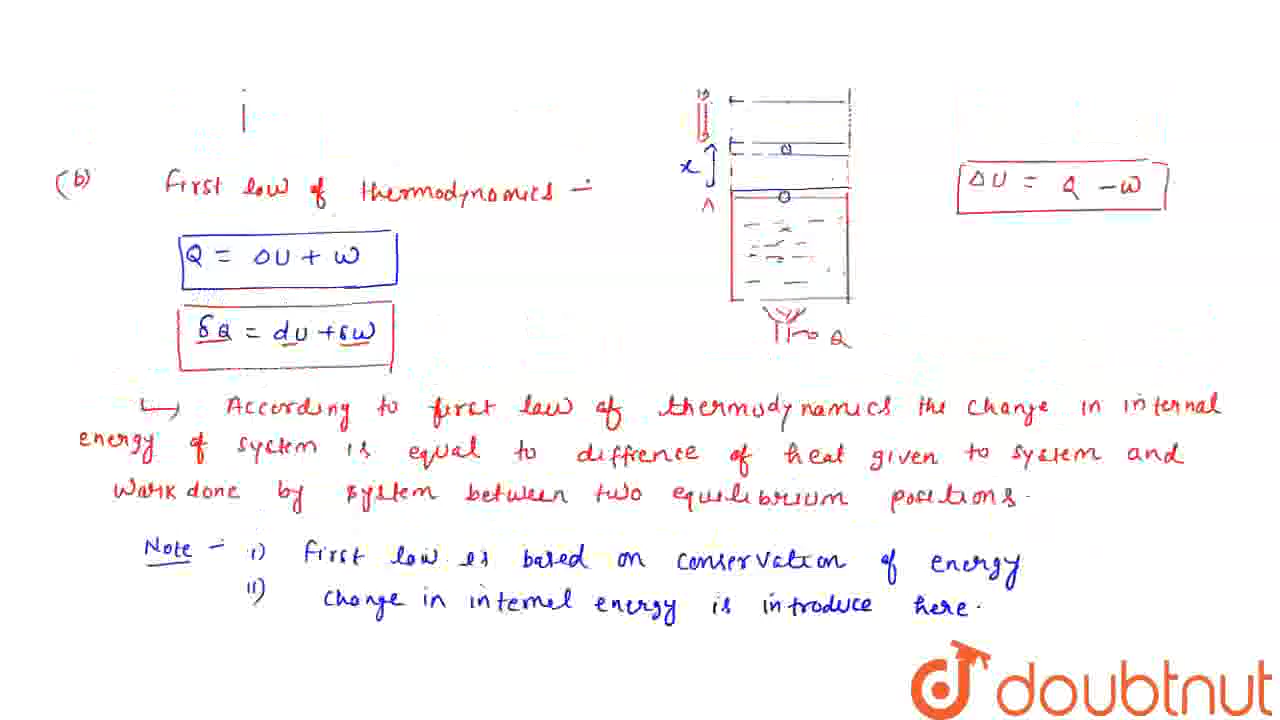 (b) First law of thermodynamics -
Q = ΔU + W
δQ = dU + δW
x
A
Q
ΔU = Q - W
↳ According to first law of thermodynamics the change in internal
energy of system is equal to diffrence of heat given to system and
work done by system between two equilibrium positions.
Note - i) First law is based on conservation of energy
ii) change in internel energy is introduce here.
doubtnut